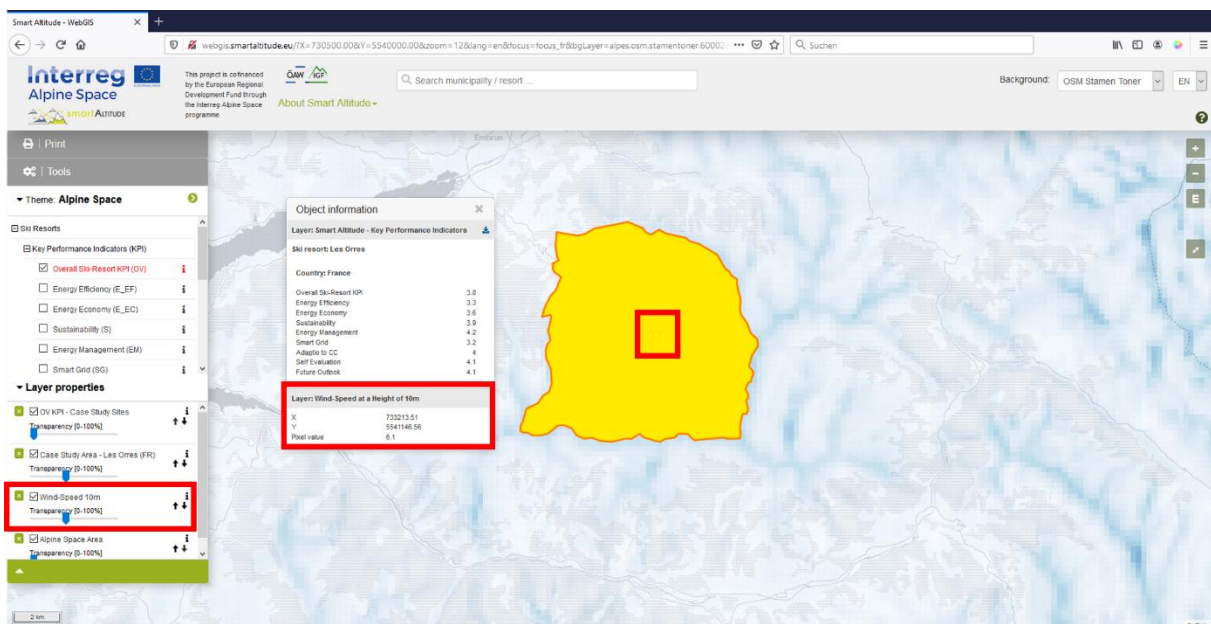 Smart Altitude - WebGIS
webgis.smartaltitude.eu/?X=730500.00&Y=5540000.00&zoom=12&lang=en&focus=focus_fr&bgLayer=alpes.osm.stamentoner.6000
Suchen
Interreg
Alpine Space
smartALTITUDE
This project is cofinanced
by the European Regional
Development Fund through
the Interreg Alpine Space
programme
ÖAW IGF
About Smart Altitude
Search municipality / resort ...
Background: OSM Stamen Toner EN
Print
Tools
Theme: Alpine Space
Ski Resorts
Key Performance Indicators (KPI)
Overall Ski-Resort KPI (OV)
Energy Efficiency (E_EF)
Energy Economy (E_EC)
Sustainability (S)
Energy Management (EM)
Smart Grid (SG)
Layer properties
OV KPI - Case Study Sites
Transparency [0-100%]
Case Study Area - Les Orres (FR)
Transparency [0-100%]
Wind-Speed 10m
Transparency [0-100%]
Alpine Space Area
Transparency [0-100%]
2 km
Embrun
Object information
Layer: Smart Altitude - Key Performance Indicators
Ski resort: Les Orres
Country: France
Overall Ski-Resort KPI 3.8
Energy Efficiency 3.3
Energy Economy 3.6
Sustainability 3.9
Energy Management 4.2
Smart Grid 3.2
Adaptio to CC 4
Self Evaluation 4.1
Future Outlook 4.1
Layer: Wind-Speed at a Height of 10m
X 733213.51
Y 5541146.56
Pixel value 6.1
E